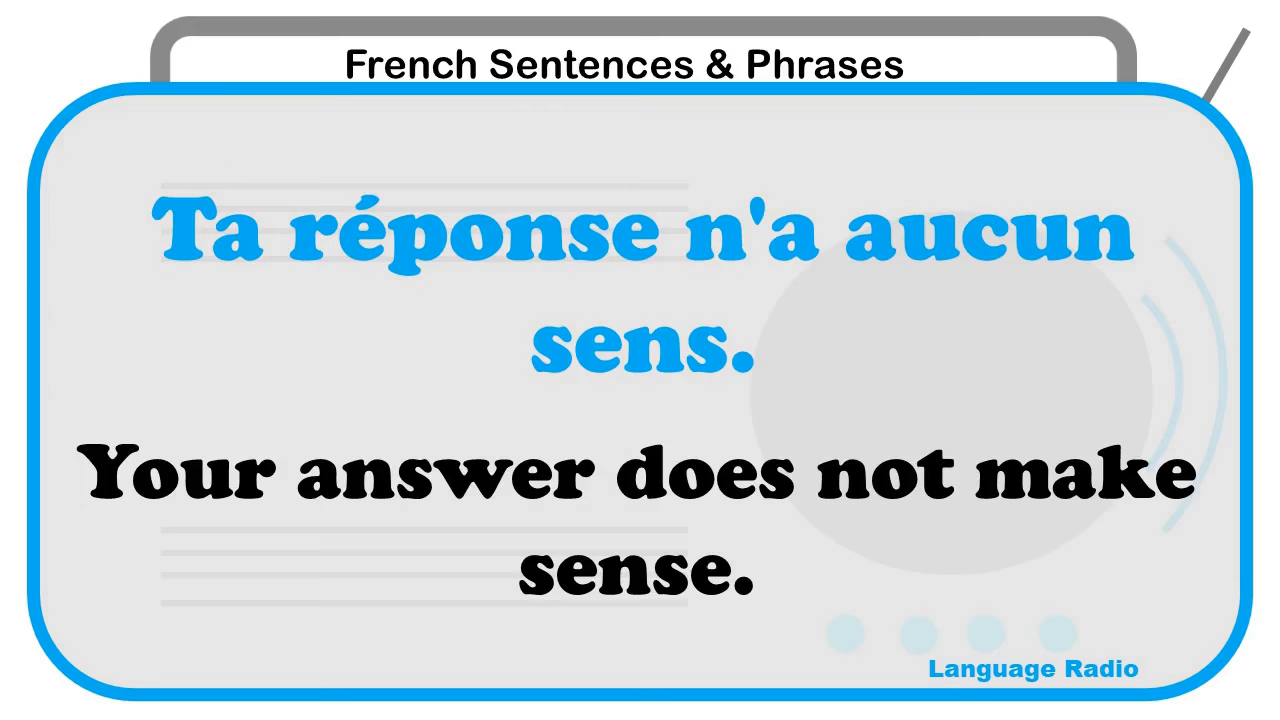 French Sentences & Phrases
Ta réponse n'a aucun
sens.
Your answer does not make
sense.
Language Radio